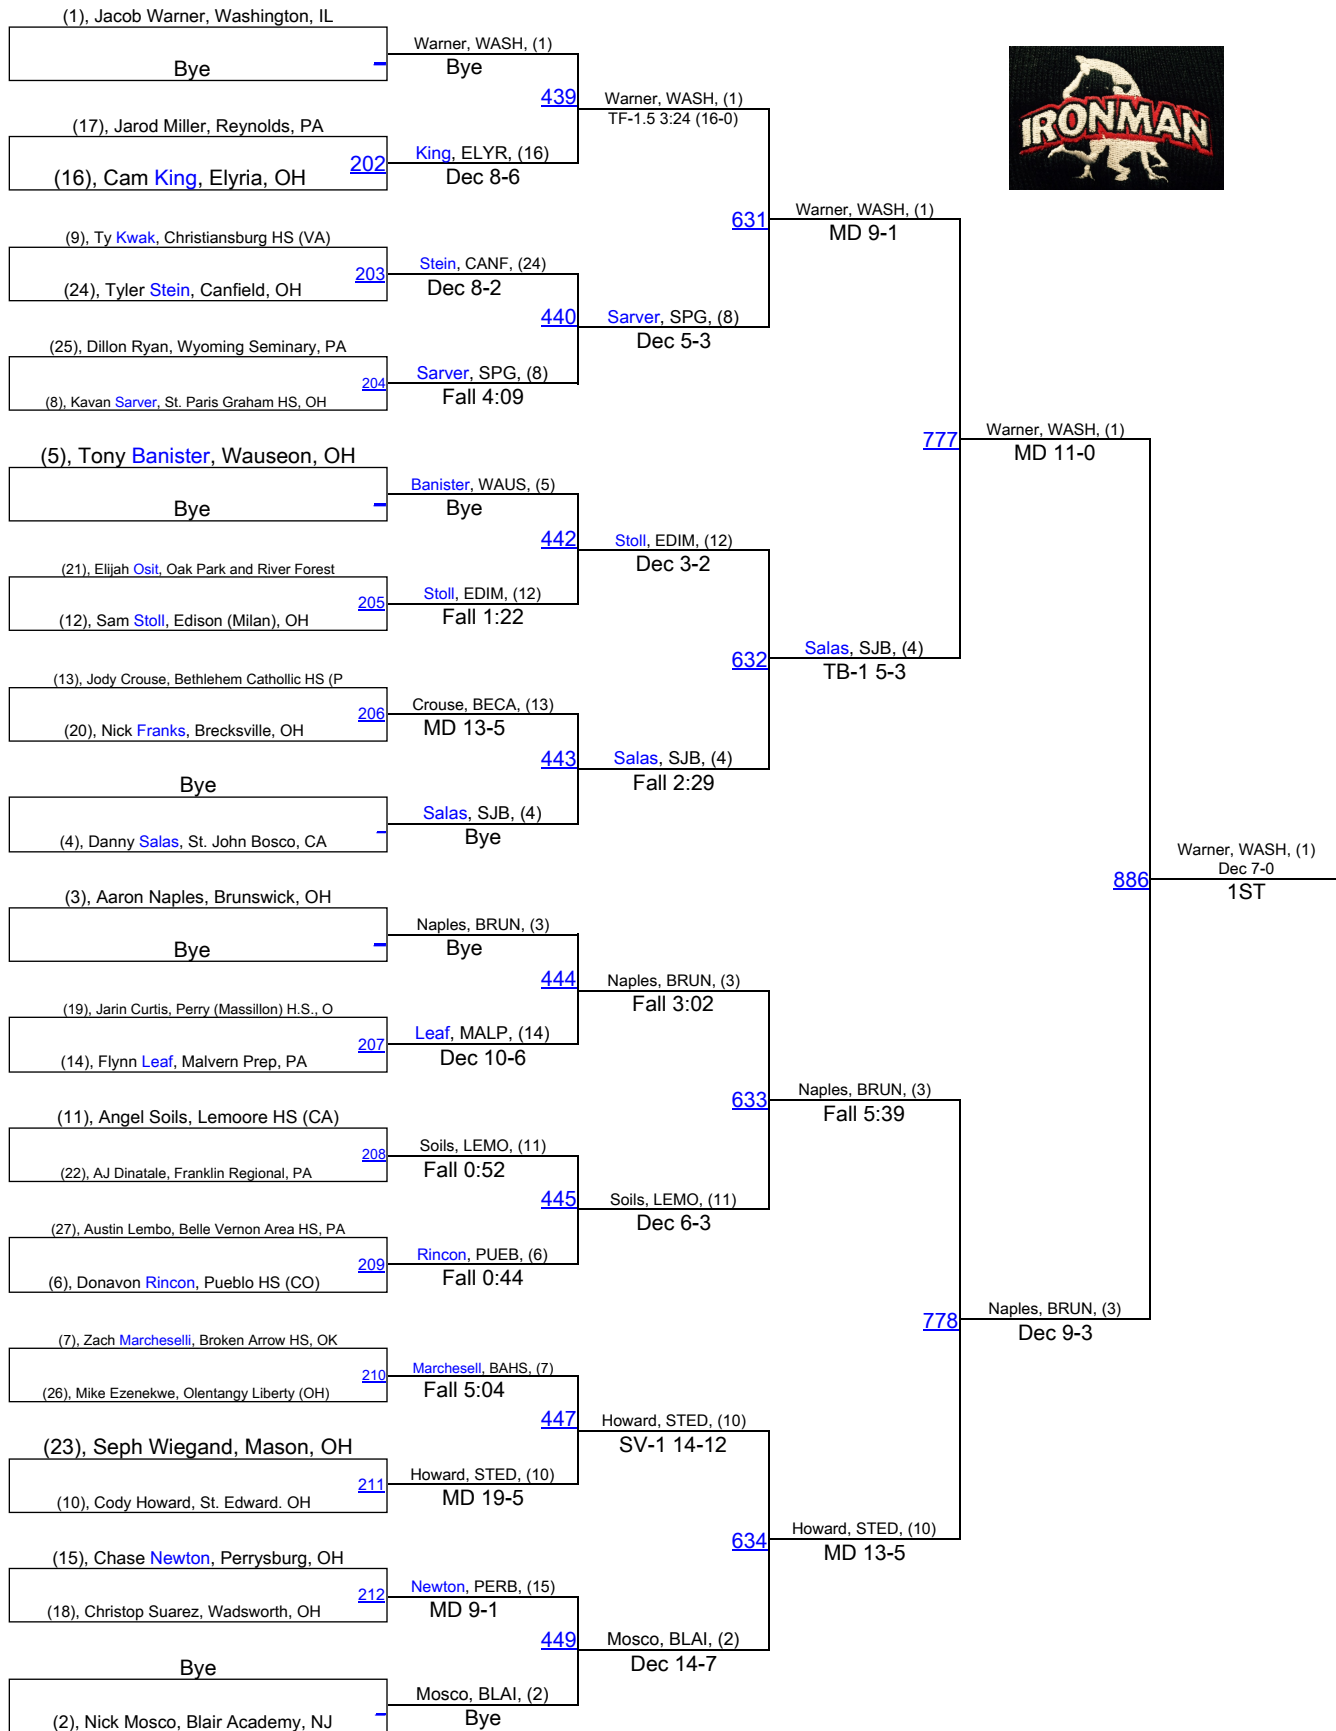 (1), Jacob Warner, Washington, IL
Bye
(17), Jarod Miller, Reynolds, PA
(16), Cam King, Elyria, OH
202
(9), Ty Kwak, Christiansburg HS (VA)
(24), Tyler Stein, Canfield, OH
203
(25), Dillon Ryan, Wyoming Seminary, PA
(8), Kavan Sarver, St. Paris Graham HS, OH
204
(5), Tony Banister, Wauseon, OH
Bye
(21), Elijah Osit, Oak Park and River Forest
(12), Sam Stoll, Edison (Milan), OH
205
(13), Jody Crouse, Bethlehem Cathollic HS (P
(20), Nick Franks, Brecksville, OH
206
Bye
(4), Danny Salas, St. John Bosco, CA
(3), Aaron Naples, Brunswick, OH
Bye
(19), Jarin Curtis, Perry (Massillon) H.S., O
(14), Flynn Leaf, Malvern Prep, PA
207
(11), Angel Soils, Lemoore HS (CA)
(22), AJ Dinatale, Franklin Regional, PA
208
(27), Austin Lembo, Belle Vernon Area HS, PA
(6), Donavon Rincon, Pueblo HS (CO)
209
(7), Zach Marcheselli, Broken Arrow HS, OK
(26), Mike Ezenekwe, Olentangy Liberty (OH)
210
(23), Seph Wiegand, Mason, OH
(10), Cody Howard, St. Edward. OH
211
(15), Chase Newton, Perrysburg, OH
(18), Christop Suarez, Wadsworth, OH
212
Bye
(2), Nick Mosco, Blair Academy, NJ
Warner, WASH, (1)
Bye
439
King, ELYR, (16)
Dec 8-6
Stein, CANF, (24)
Dec 8-2
440
Sarver, SPG, (8)
Fall 4:09
Banister, WAUS, (5)
Bye
442
Stoll, EDIM, (12)
Fall 1:22
Crouse, BECA, (13)
MD 13-5
443
Salas, SJB, (4)
Bye
Naples, BRUN, (3)
Bye
444
Leaf, MALP, (14)
Dec 10-6
Soils, LEMO, (11)
Fall 0:52
445
Rincon, PUEB, (6)
Fall 0:44
Marchesell, BAHS, (7)
Fall 5:04
447
Howard, STED, (10)
MD 19-5
Newton, PERB, (15)
MD 9-1
449
Mosco, BLAI, (2)
Bye
Warner, WASH, (1)
TF-1.5 3:24 (16-0)
631
Sarver, SPG, (8)
Dec 5-3
Stoll, EDIM, (12)
Dec 3-2
632
Salas, SJB, (4)
Fall 2:29
Naples, BRUN, (3)
Fall 3:02
633
Soils, LEMO, (11)
Dec 6-3
Howard, STED, (10)
SV-1 14-12
634
Mosco, BLAI, (2)
Dec 14-7
Warner, WASH, (1)
MD 9-1
777
Salas, SJB, (4)
TB-1 5-3
Naples, BRUN, (3)
Fall 5:39
778
Howard, STED, (10)
MD 13-5
Warner, WASH, (1)
MD 11-0
886
Naples, BRUN, (3)
Dec 9-3
Warner, WASH, (1)
Dec 7-0
1ST
IRONMAN